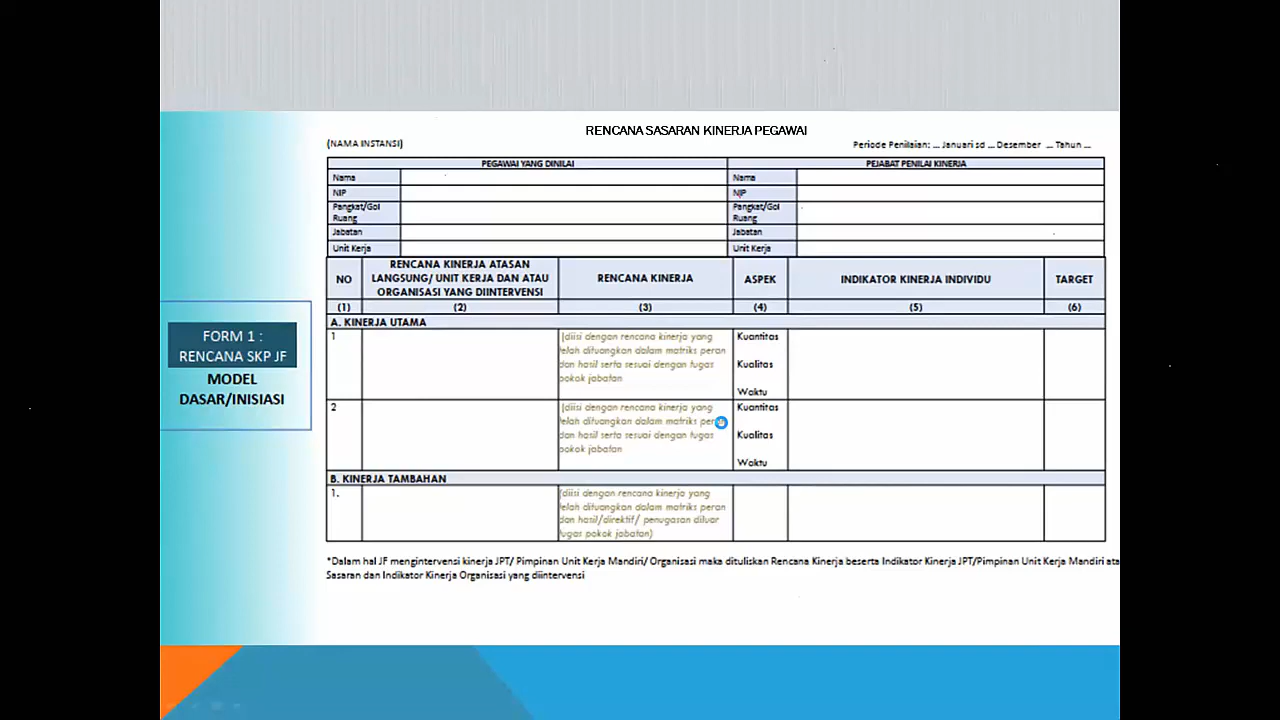 RENCANA SASARAN KINERJA PEGAWAI
(NAMA INSTANSI)
Periode Penilaian: ... Januari sd ... Desember ... Tahun ...
PEGAWAI YANG DINILAI
PEJABAT PENILAI KINERJA
Nama
Nama
NIP
NIP
Pangkat/Gol
Ruang
Pangkat/Gol
Ruang
Jabatan
Jabatan
Unit Kerja
Unit Kerja
NO
RENCANA KINERJA ATASAN
LANGSUNG/ UNIT KERJA DAN ATAU
ORGANISASI YANG DIINTERVENSI
RENCANA KINERJA
ASPEK
INDIKATOR KINERJA INDIVIDU
TARGET
(1)
(2)
(3)
(4)
(5)
(6)
A. KINERJA UTAMA
1
(diisi dengan rencana kinerja yang
telah dituangkan dalam matriks peran
dan hasil serta sesuai dengan tugas
pokok jabatan
Kuantitas
Kualitas
Waktu
2
(diisi dengan rencana kinerja yang
telah dituangkan dalam matriks peran
dan hasil serta sesuai dengan tugas
pokok jabatan
Kuantitas
Kualitas
Waktu
B. KINERJA TAMBAHAN
1.
(diisi dengan rencana kinerja yang
telah dituangkan dalam matriks peran
dan hasil/direktif/ penugasan diluar
tugas pokok jabatan)
*Dalam hal JF mengintervensi kinerja JPT/ Pimpinan Unit Kerja Mandiri/ Organisasi maka dituliskan Rencana Kinerja beserta Indikator Kinerja JPT/Pimpinan Unit Kerja Mandiri ata
Sasaran dan Indikator Kinerja Organisasi yang diintervensi
FORM 1 :
RENCANA SKP JF
MODEL
DASAR/INISIASI